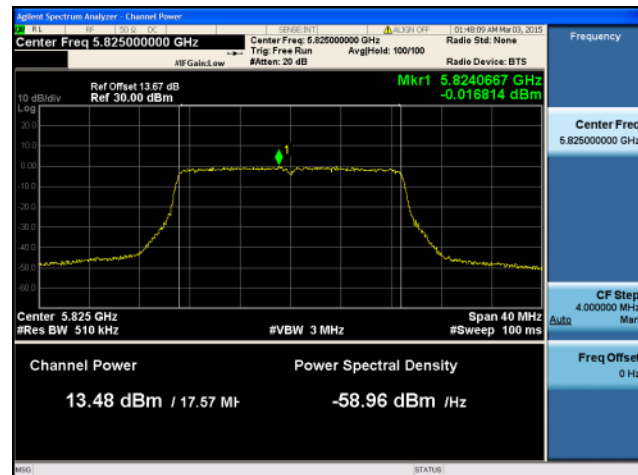 Agilent Spectrum Analyzer - Channel Power
RL RF 50 Ω DC SENSE:INT ALIGN OFF 01:48:09 AM Mar 03, 2015
Center Freq 5.825000000 GHz
Center Freq: 5.825000000 GHz
Radio Std: None
Trig: Free Run Avg|Hold: 100/100
#IFGain:Low #Atten: 20 dB Radio Device: BTS
Mkr1 5.8240667 GHz
-0.016814 dBm
Ref Offset 13.67 dB
10 dB/div Ref 30.00 dBm
Log
20.0
10.0
0.00
-10.0
-20.0
-30.0
-40.0
-50.0
-60.0
1
Center 5.825 GHz Span 40 MHz
#Res BW 510 kHz #VBW 3 MHz #Sweep 100 ms
Channel Power Power Spectral Density
13.48 dBm / 17.57 MH -58.96 dBm /Hz
MSG STATUS
Frequency
Center Freq
5.825000000 GHz
CF Step
4.000000 MHz
Auto Man
Freq Offset
0 Hz